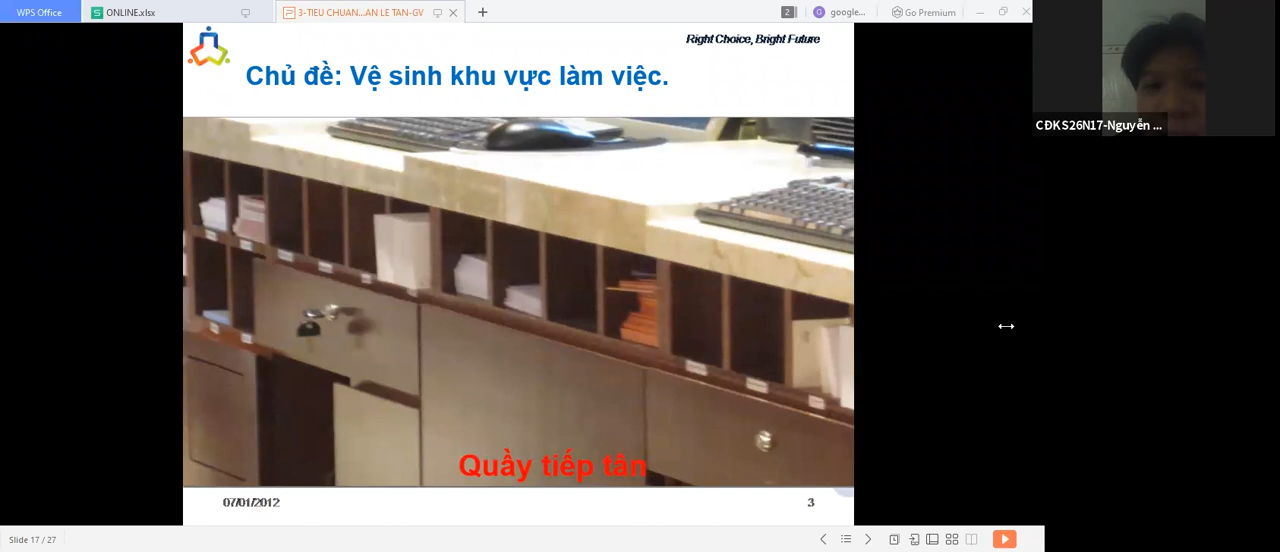 WPS Office
ONLINE.xlsx
3-TIEU CHUAN...AN LE TAN-GV
2
G google...
Go Premium
Right Choice, Bright Future
Chủ đề: Vệ sinh khu vực làm việc.
CĐKS26N17-Nguyễn ...
Quầy tiếp tân
07/01/2012
3
Slide 17 / 27